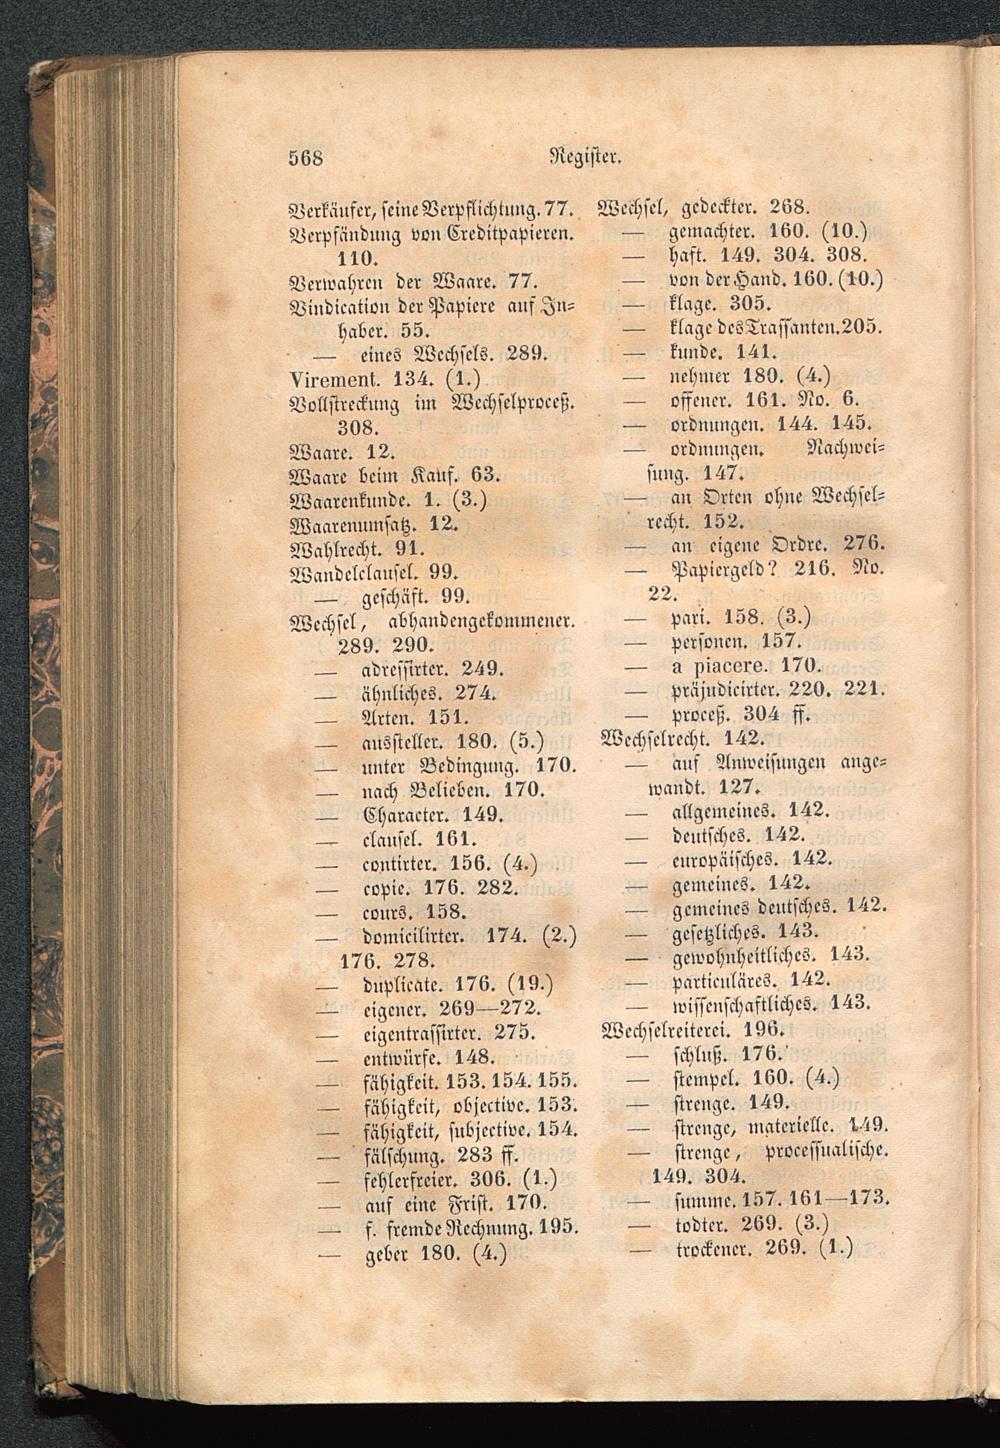 568
Register.
Verkäufer, seine Verpflichtung. 77.
Verpfändung von Creditpapieren.
110.
Verwahren der Waare. 77.
Vindication der Papiere auf In=
haber. 55.
— eines Wechsels. 289.
Virement. 134. (1.)
Vollstreckung im Wechselproceß.
308.
Waare. 12.
Waare beim Kauf. 63.
Waarenkunde. 1. (3.)
Waarenumsatz. 12.
Wahlrecht. 91.
Wandelclausel. 99.
— geschäft. 99.
Wechsel, abhandengekommener.
289. 290.
— adressirter. 249.
— ähnliches. 274.
— Arten. 151.
— aussteller. 180. (5.)
— unter Bedingung. 170.
— nach Belieben. 170.
— Character. 149.
— clausel. 161.
— contirter. 156. (4.)
— copie. 176. 282.
— cours. 158.
— domicilirter. 174. (2.)
176. 278.
— duplicate. 176. (19.)
— eigener. 269—272.
— eigentrassirter. 275.
— entwürfe. 148.
— fähigkeit. 153. 154. 155.
— fähigkeit, objective. 153.
— fähigkeit, subjective. 154.
— fälschung. 283 ff.
— fehlerfreier. 306. (1.)
— auf eine Frist. 170.
— f. fremde Rechnung. 195.
— geber 180. (4.)
Wechsel, gedeckter. 268.
— gemachter. 160. (10.)
— haft. 149. 304. 308.
— von der Hand. 160. (10.)
— klage. 305.
— klage des Trassanten. 205.
— kunde. 141.
— nehmer 180. (4.)
— offener. 161. No. 6.
— ordnungen. 144. 145.
— ordnungen. Nachwei=
sung. 147.
— an Orten ohne Wechsel=
recht. 152.
— an eigene Ordre. 276.
— Papiergeld? 216. No.
22.
— pari. 158. (3.)
— personen. 157.
— a piacere. 170.
— präjudicirter. 220. 221.
— proceß. 304 ff.
Wechselrecht. 142.
— auf Anweisungen ange=
wandt. 127.
— allgemeines. 142.
— deutsches. 142.
— europäisches. 142.
— gemeines. 142.
— gemeines deutsches. 142.
— gesetzliches. 143.
— gewohnheitliches. 143.
— particuläres. 142.
— wissenschaftliches. 143.
Wechselreiterei. 196.
— schluß. 176.
— stempel. 160. (4.)
— strenge. 149.
— strenge, materielle. 149.
— strenge, processualische.
149. 304.
— summe. 157. 161—173.
— todter. 269. (3.)
— trockener. 269. (1.)